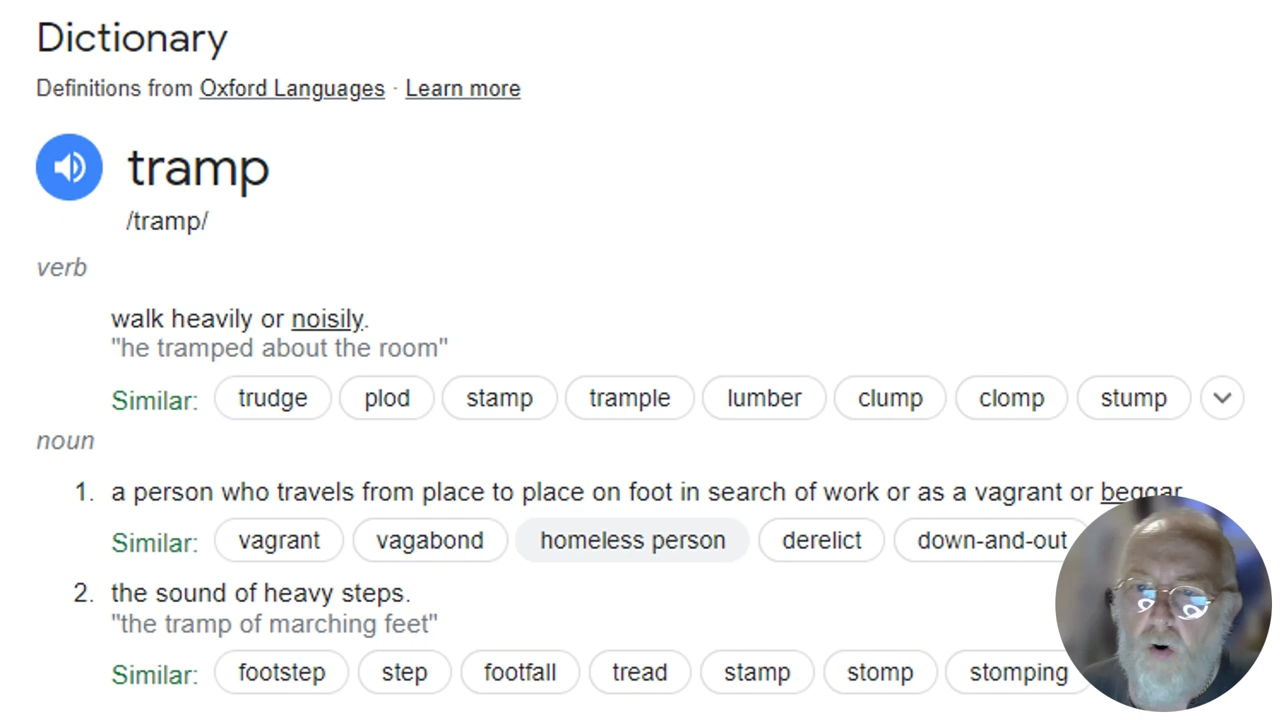 Dictionary
Definitions from Oxford Languages · Learn more
tramp
/tramp/
verb
walk heavily or noisily.
"he tramped about the room"
Similar: trudge plod stamp trample lumber clump clomp stump
noun
1. a person who travels from place to place on foot in search of work or as a vagrant or beggar
Similar: vagrant vagabond homeless person derelict down-and-out
2. the sound of heavy steps.
"the tramp of marching feet"
Similar: footstep step footfall tread stamp stomp stomping